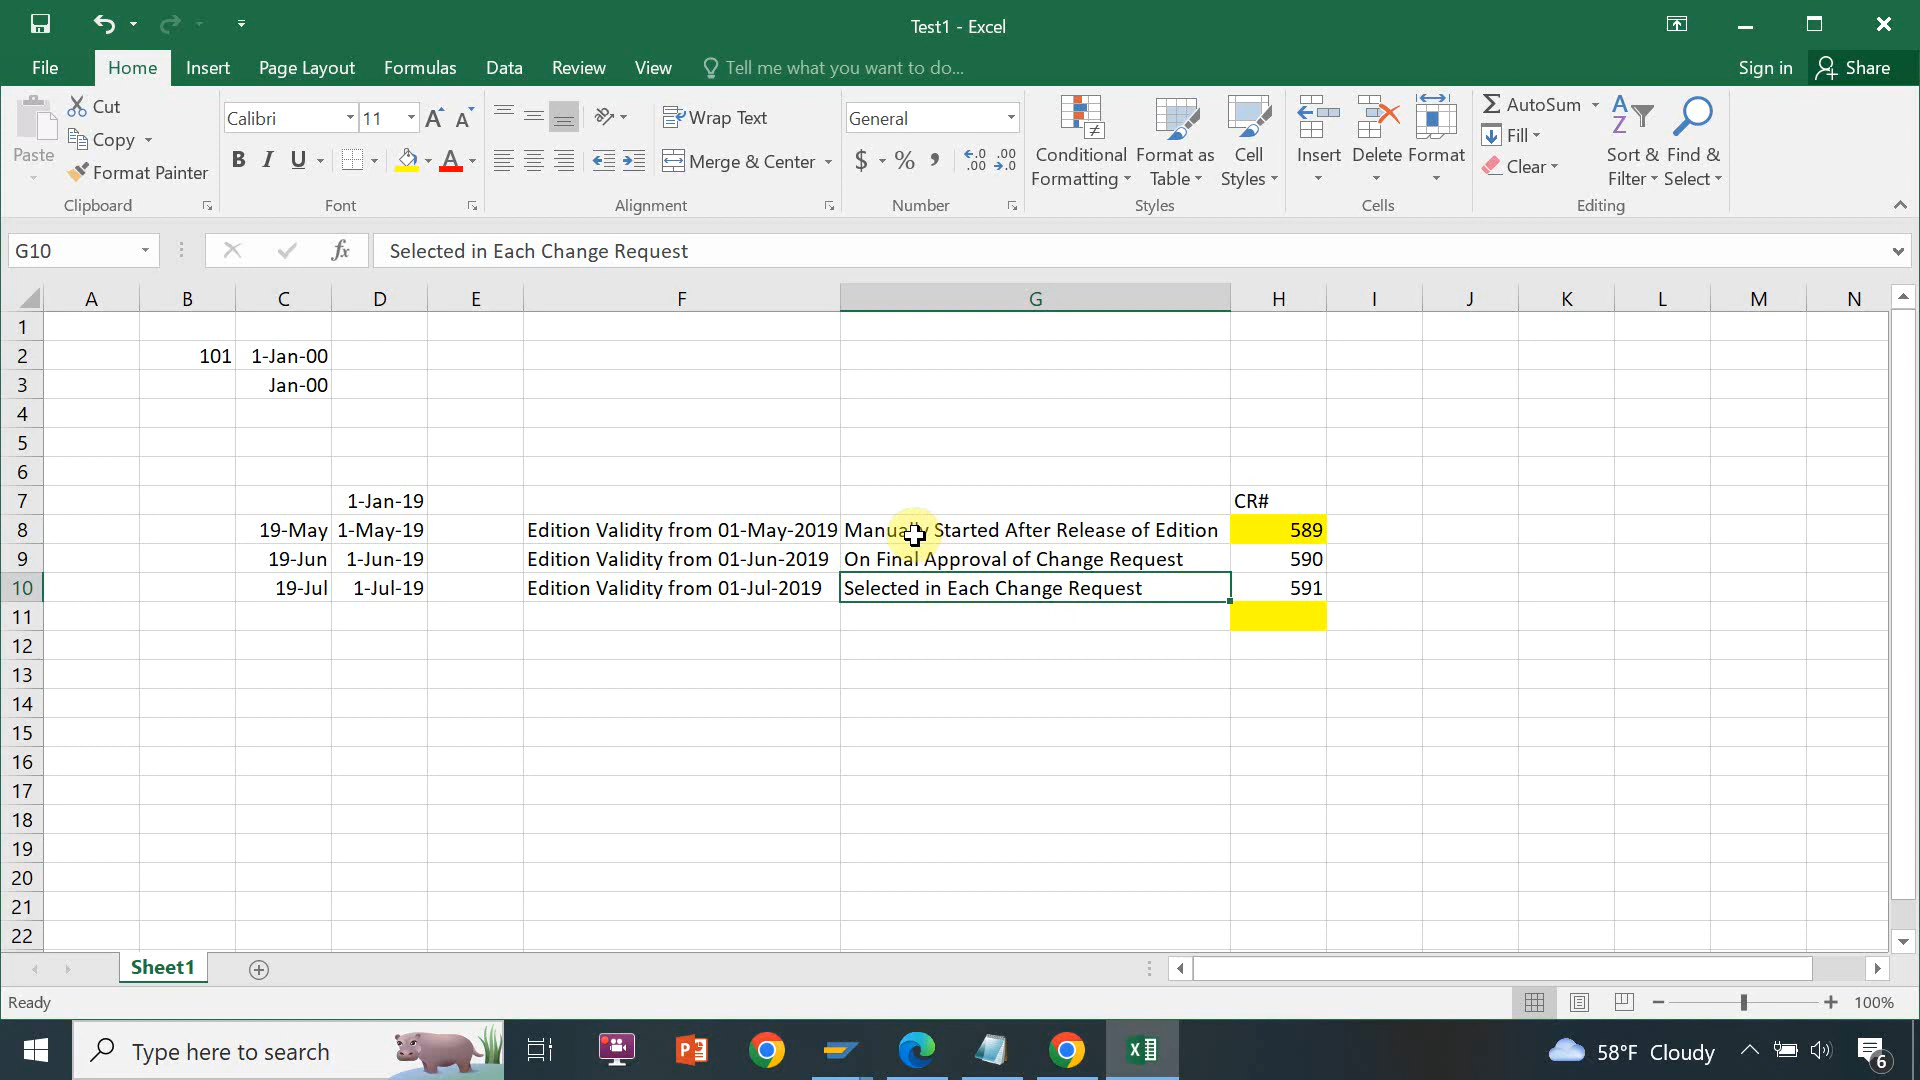 Test1 - Excel
File Home Insert Page Layout Formulas Data Review View Tell me what you want to do... Sign in Share
Paste
Cut
Copy
Format Painter
Clipboard
Calibri 11
B I U
Font
Wrap Text
Merge & Center
Alignment
General
$ % ,
Number
Conditional Formatting
Format as Table
Cell Styles
Styles
Insert Delete Format
Cells
AutoSum
Fill
Clear
Sort & Filter
Find & Select
Editing
G10 fx Selected in Each Change Request
A B C D E F G H I J K L M N
1
2 101 1-Jan-00
3 Jan-00
4
5
6
7 1-Jan-19 CR#
8 19-May 1-May-19 Edition Validity from 01-May-2019 Manually Started After Release of Edition 589
9 19-Jun 1-Jun-19 Edition Validity from 01-Jun-2019 On Final Approval of Change Request 590
10 19-Jul 1-Jul-19 Edition Validity from 01-Jul-2019 Selected in Each Change Request 591
11
12
13
14
15
16
17
18
19
20
21
22
Sheet1
Ready 100%
Type here to search 58°F Cloudy 6